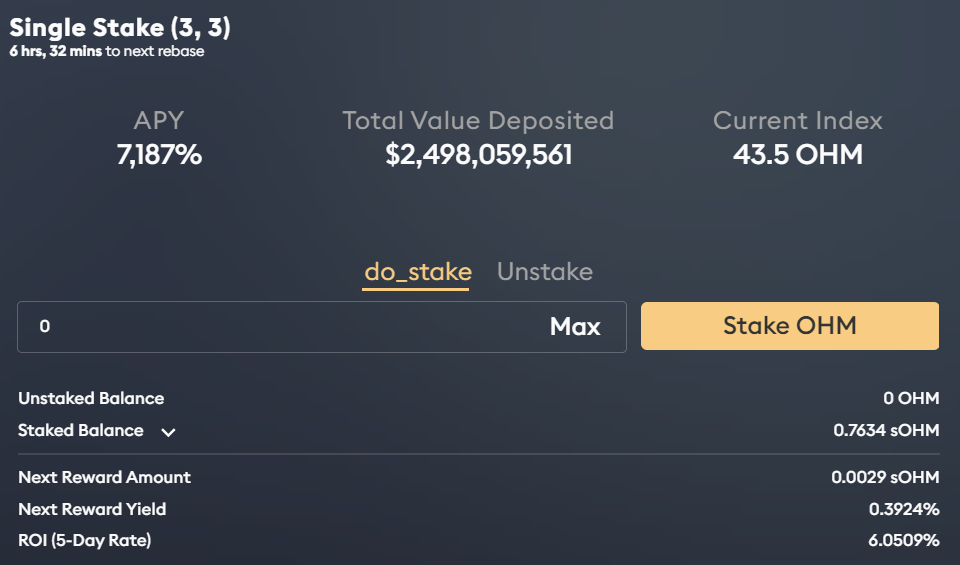 Single Stake (3, 3)
6 hrs, 32 mins to next rebase
APY Total Value Deposited Current Index
7,187% $2,498,059,561 43.5 OHM
do_stake Unstake
0 Max Stake OHM
Unstaked Balance 0 OHM
Staked Balance 0.7634 sOHM
Next Reward Amount 0.0029 sOHM
Next Reward Yield 0.3924%
ROI (5-Day Rate) 6.0509%